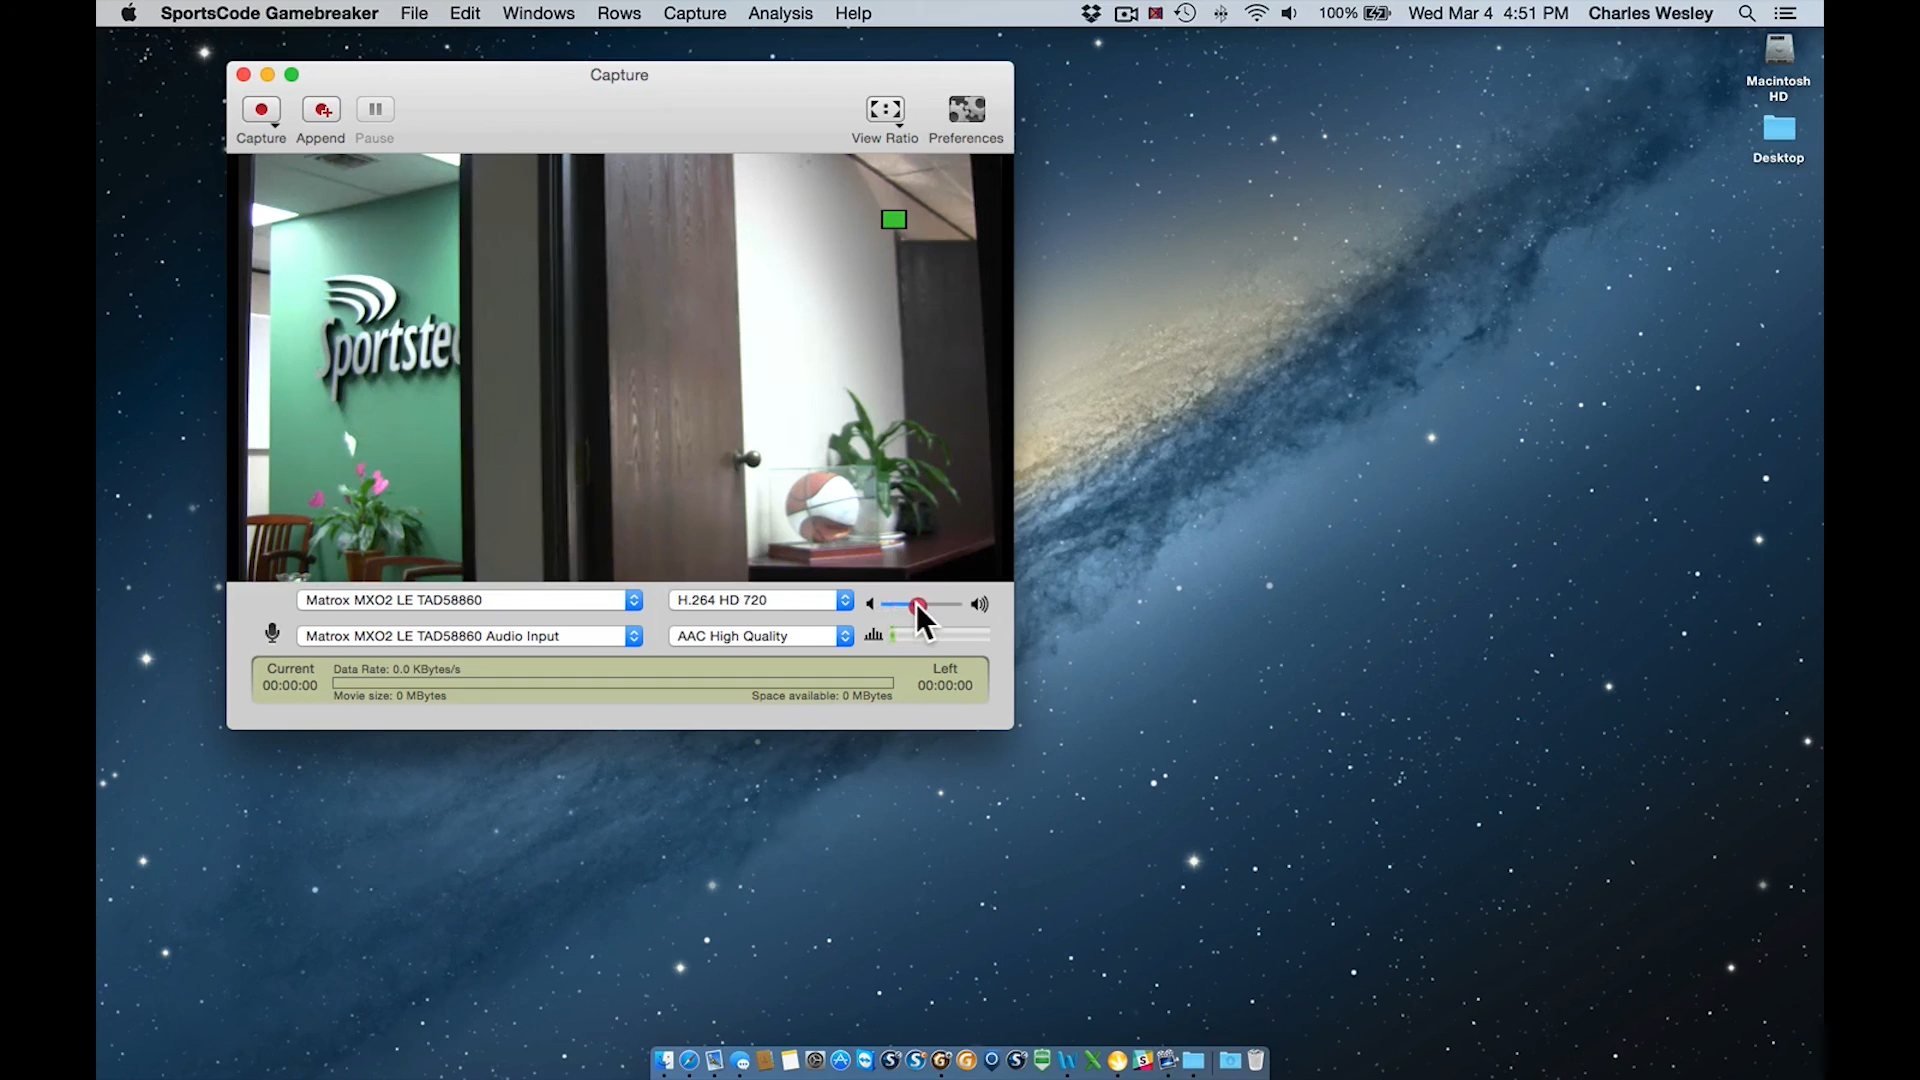 SportsCode Gamebreaker File Edit Windows Rows Capture Analysis Help 100% Wed Mar 4 4:51 PM Charles Wesley
Macintosh HD
Desktop
Capture
Capture Append Pause View Ratio Preferences
Sportstec
Matrox MXO2 LE TAD58860 H.264 HD 720
Matrox MXO2 LE TAD58860 Audio Input AAC High Quality
Current Data Rate: 0.0 KBytes/s Left
00:00:00 00:00:00
Movie size: 0 MBytes Space available: 0 MBytes